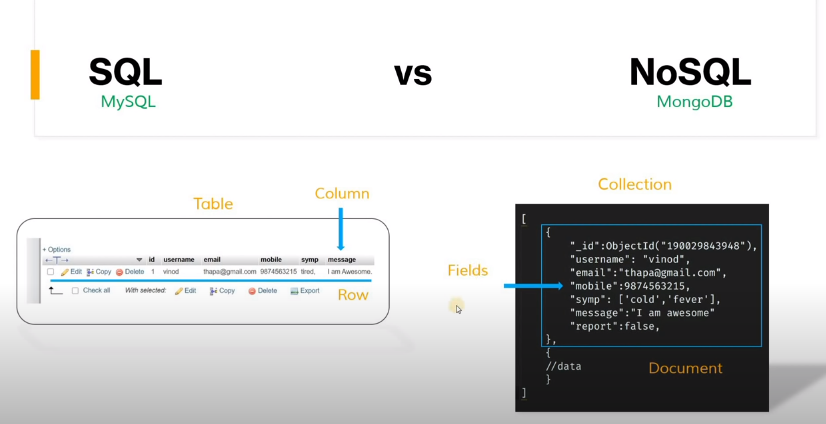 SQL vs NoSQL
MySQL MongoDB
Table
Column
+ Options
←T→ id username email mobile symp message
Edit Copy Delete 1 vinod thapa@gmail.com 9874563215 tired, I am Awesome.
Check all With selected: Edit Copy Delete Export
Row
Collection
Fields
[
{
"_id":ObjectId("190029843948"),
"username": "vinod",
"email":"thapa@gmail.com",
"mobile":9874563215,
"symp": ['cold','fever'],
"message":"I am awesome"
"report":false,
},
{
//data
}
]
Document